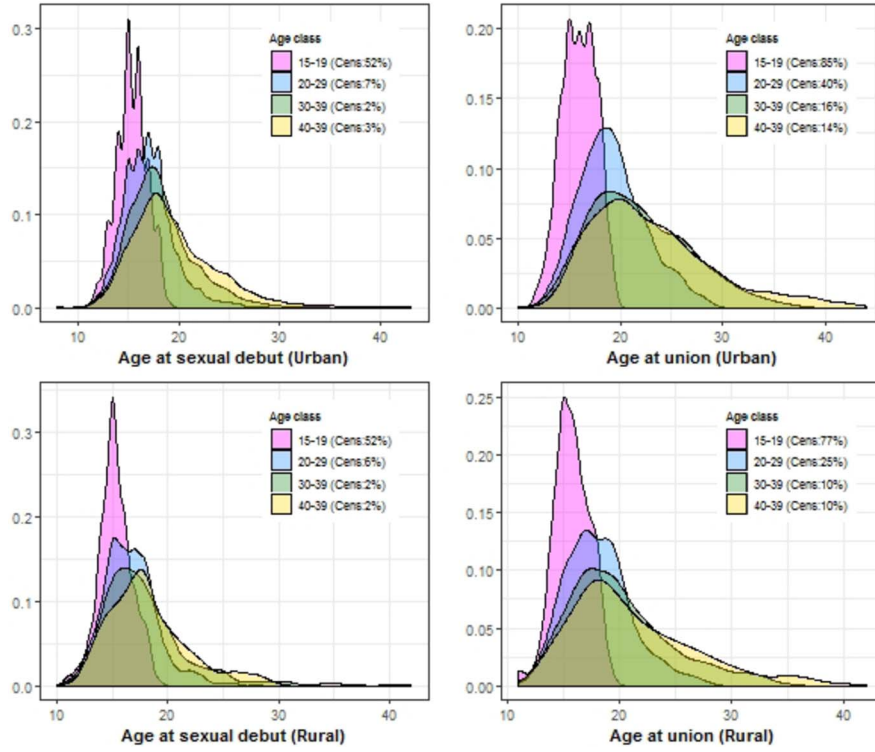 0.3
0.2
0.1
0.0
Age class
15-19 (Cens:52%)
20-29 (Cens:7%)
30-39 (Cens:2%)
40-39 (Cens:3%)
10 20 30 40
Age at sexual debut (Urban)
0.20
0.15
0.10
0.05
0.00
Age class
15-19 (Cens:85%)
20-29 (Cens:40%)
30-39 (Cens:16%)
40-39 (Cens:14%)
10 20 30 40
Age at union (Urban)
0.3
0.2
0.1
0.0
Age class
15-19 (Cens:52%)
20-29 (Cens:6%)
30-39 (Cens:2%)
40-39 (Cens:2%)
10 20 30 40
Age at sexual debut (Rural)
0.25
0.20
0.15
0.10
0.05
0.00
Age class
15-19 (Cens:77%)
20-29 (Cens:25%)
30-39 (Cens:10%)
40-39 (Cens:10%)
20 30 40
Age at union (Rural)